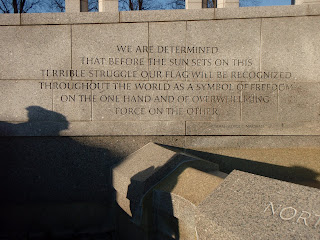 WE ARE DETERMINED
THAT BEFORE THE SUN SETS ON THIS
TERRIBLE STRUGGLE OUR FLAG WILL BE RECOGNIZED
THROUGHOUT THE WORLD AS A SYMBOL OF FREEDOM
ON THE ONE HAND AND OF OVERWHELMING
FORCE ON THE OTHER
NORT